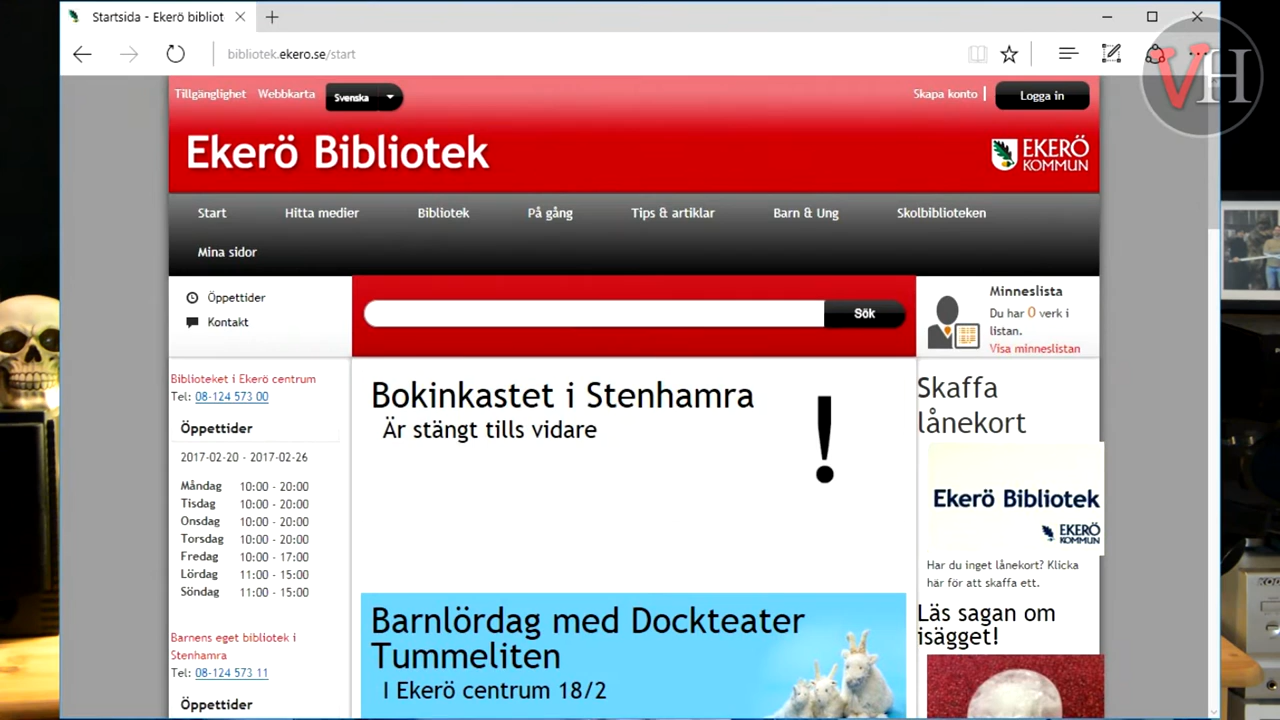 Startsida - Ekerö bibliot
bibliotek.ekero.se/start
VH
Tillgänglighet Webbkarta Svenska
Skapa konto Logga in
Ekerö Bibliotek
EKERÖ
KOMMUN
Start Hitta medier Bibliotek På gång Tips & artiklar Barn & Ung Skolbiblioteken
Mina sidor
Öppettider
Kontakt
Sök
Minneslista
Du har 0 verk i
listan.
Visa minneslistan
Biblioteket i Ekerö centrum
Tel: 08-124 573 00
Öppettider
2017-02-20 - 2017-02-26
Måndag 10:00 - 20:00
Tisdag 10:00 - 20:00
Onsdag 10:00 - 20:00
Torsdag 10:00 - 20:00
Fredag 10:00 - 17:00
Lördag 11:00 - 15:00
Söndag 11:00 - 15:00
Barnens eget bibliotek i
Stenhamra
Tel: 08-124 573 11
Öppettider
Bokinkastet i Stenhamra
Är stängt tills vidare
!
Barnlördag med Dockteater
Tummeliten
I Ekerö centrum 18/2
Skaffa
lånekort
Ekerö Bibliotek
EKERÖ
KOMMUN
Har du inget lånekort? Klicka
här för att skaffa ett.
Läs sagan om
isägget!